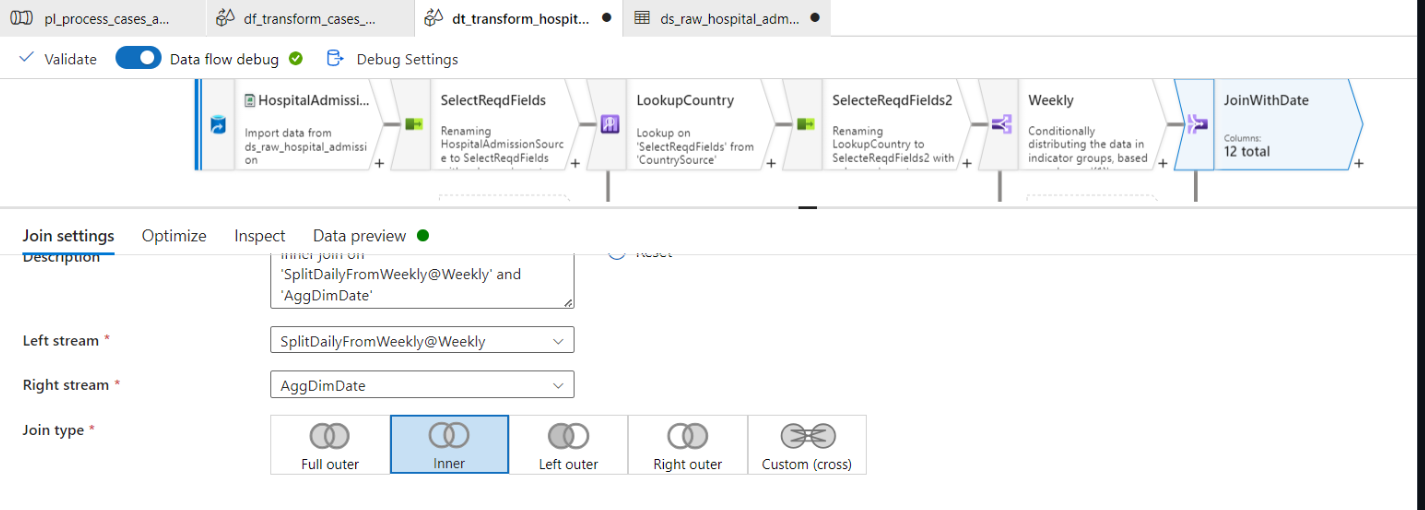 pl_process_cases_a...
df_transform_cases_...
dt_transform_hospit...
ds_raw_hospital_adm...
Validate
Data flow debug
Debug Settings
HospitalAdmissi...
Import data from
ds_raw_hospital_admissi
on
+
SelectReqdFields
Renaming
HospitalAdmissionSourc
e to SelectReqdFields
+
LookupCountry
Lookup on
'SelectReqdFields' from
'CountrySource'
+
SelecteReqdFields2
Renaming
LookupCountry to
SelecteReqdFields2 with
+
Weekly
Conditionally
distributing the data in
indicator groups, based
+
JoinWithDate
Columns:
12 total
+
Join settings
Optimize
Inspect
Data preview
Description
Inner join on
'SplitDailyFromWeekly@Weekly' and
'AggDimDate'
Reset
Left stream *
SplitDailyFromWeekly@Weekly
Right stream *
AggDimDate
Join type *
Full outer
Inner
Left outer
Right outer
Custom (cross)